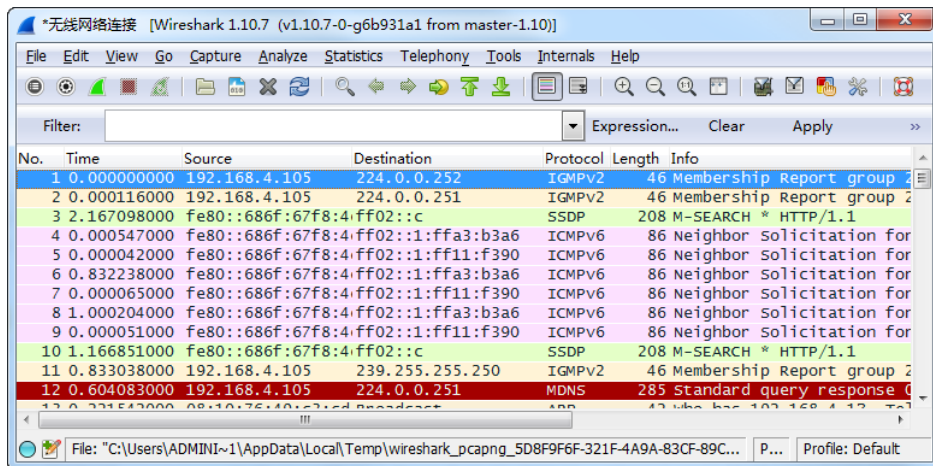 *无线网络连接 [Wireshark 1.10.7 (v1.10.7-0-g6b931a1 from master-1.10)]
File Edit View Go Capture Analyze Statistics Telephony Tools Internals Help
Filter: Expression... Clear Apply »
No. Time Source Destination Protocol Length Info
1 0.000000000 192.168.4.105 224.0.0.252 IGMPv2 46 Membership Report group 2
2 0.000116000 192.168.4.105 224.0.0.251 IGMPv2 46 Membership Report group 2
3 2.167098000 fe80::686f:67f8:4 ff02::c SSDP 208 M-SEARCH * HTTP/1.1
4 0.000547000 fe80::686f:67f8:4 ff02::1:ffa3:b3a6 ICMPv6 86 Neighbor Solicitation for
5 0.000042000 fe80::686f:67f8:4 ff02::1:ff11:f390 ICMPv6 86 Neighbor Solicitation for
6 0.832238000 fe80::686f:67f8:4 ff02::1:ffa3:b3a6 ICMPv6 86 Neighbor Solicitation for
7 0.000065000 fe80::686f:67f8:4 ff02::1:ff11:f390 ICMPv6 86 Neighbor Solicitation for
8 1.000204000 fe80::686f:67f8:4 ff02::1:ffa3:b3a6 ICMPv6 86 Neighbor Solicitation for
9 0.000051000 fe80::686f:67f8:4 ff02::1:ff11:f390 ICMPv6 86 Neighbor Solicitation for
10 1.166851000 fe80::686f:67f8:4 ff02::c SSDP 208 M-SEARCH * HTTP/1.1
11 0.833038000 192.168.4.105 239.255.255.250 IGMPv2 46 Membership Report group 2
12 0.604083000 192.168.4.105 224.0.0.251 MDNS 285 Standard query response 0
File: "C:\Users\ADMINI~1\AppData\Local\Temp\wireshark_pcapng_5D8F9F6F-321F-4A9A-83CF-89C... P... Profile: Default